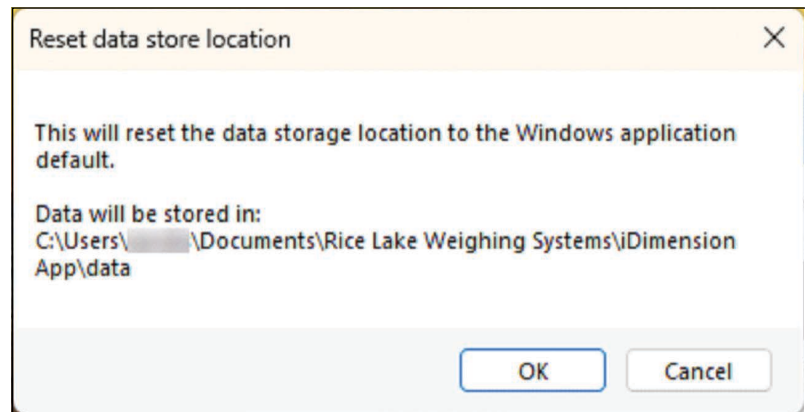 Reset data store location
This will reset the data storage location to the Windows application
default.
Data will be stored in:
C:\Users\ \Documents\Rice Lake Weighing Systems\iDimension
App\data
OK
Cancel